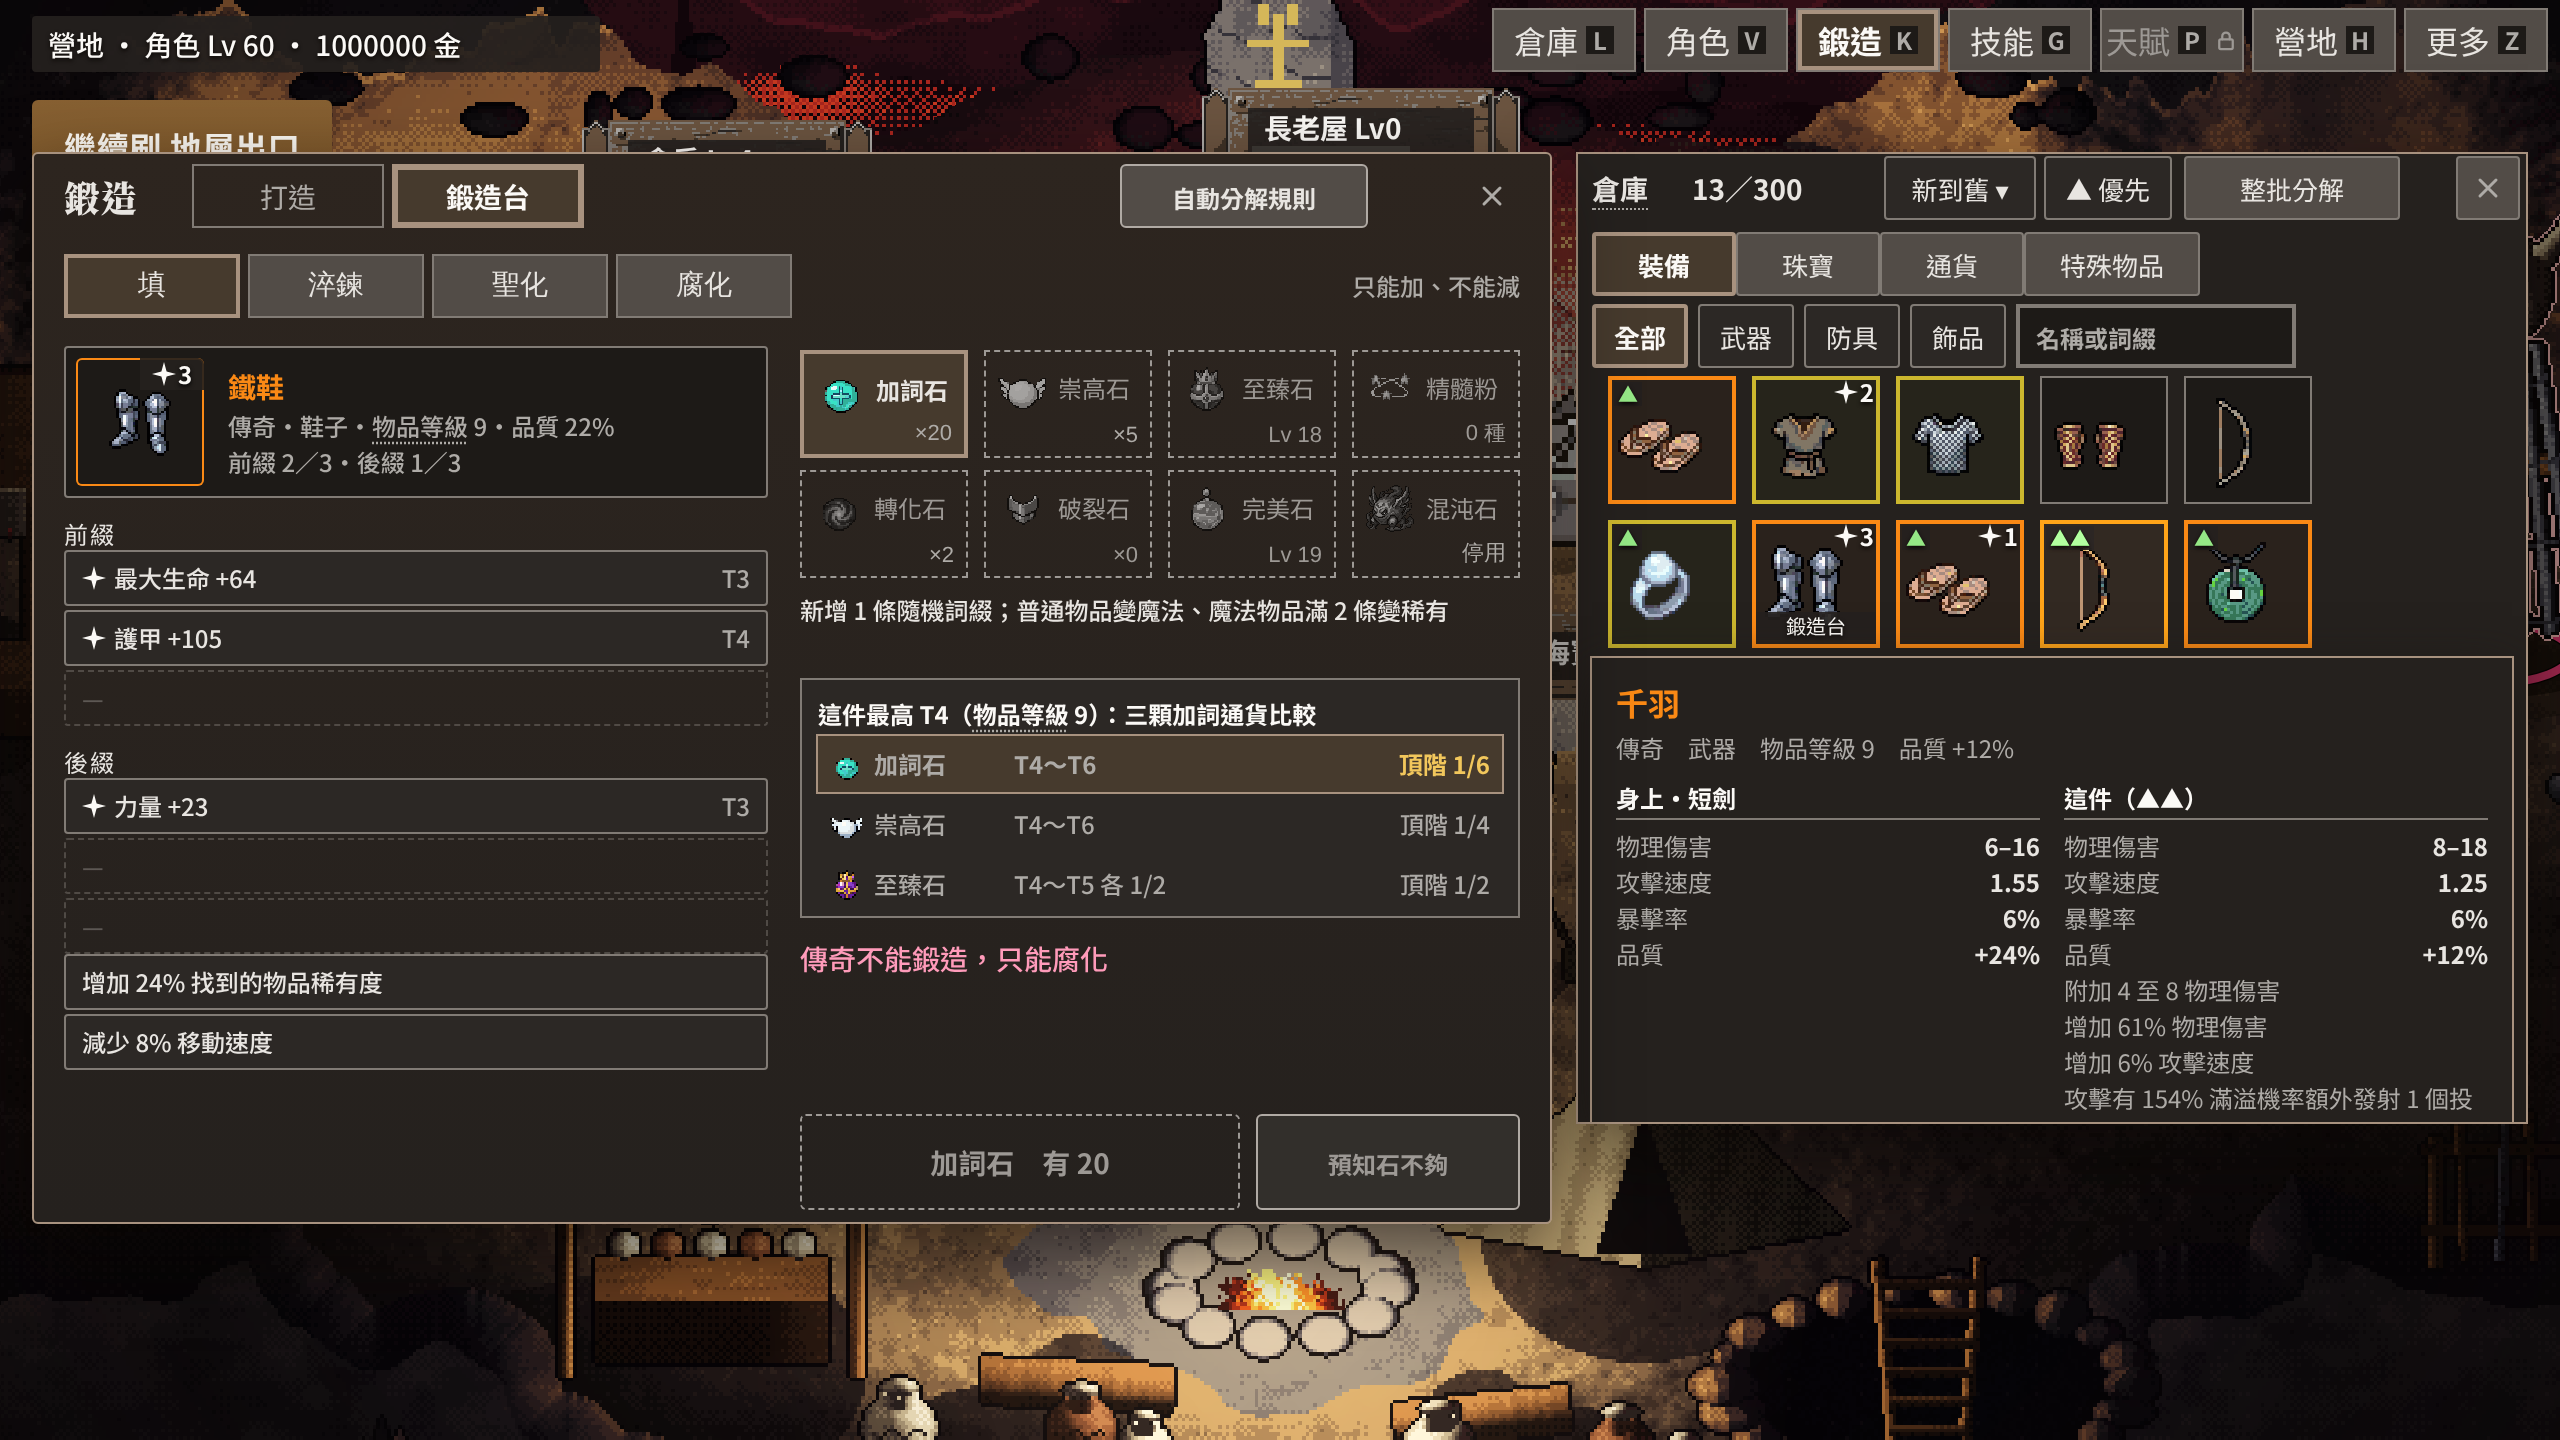 營地 • 角色 Lv 60 • 1000000 金
倉庫 L
角色 V
鍛造 K
技能 G
天賦 P
營地 H
更多 Z
繼續刷 地層出口
長老屋 Lv0
鍛造
打造
鍛造台
自動分解規則
填
淬鍊
聖化
腐化
只能加、不能減
3
鐵鞋
傳奇・鞋子・物品等級 9・品質 22%
前綴 2／3・後綴 1／3
前綴
最大生命 +64 T3
護甲 +105 T4
—
後綴
力量 +23 T3
—
—
增加 24% 找到的物品稀有度
減少 8% 移動速度
加詞石 ×20
崇高石 ×5
至臻石 Lv 18
精髓粉 0 種
轉化石 ×2
破裂石 ×0
完美石 Lv 19
混沌石 停用
新增 1 條隨機詞綴；普通物品變魔法、魔法物品滿 2 條變稀有
這件最高 T4（物品等級 9）：三顆加詞通貨比較
加詞石 T4～T6 頂階 1/6
崇高石 T4～T6 頂階 1/4
至臻石 T4～T5 各 1/2 頂階 1/2
傳奇不能鍛造，只能腐化
加詞石 有 20
預知石不夠
倉庫 13／300
新到舊 ▾
▲ 優先
整批分解
裝備
珠寶
通貨
特殊物品
全部
武器
防具
飾品
名稱或詞綴
2
3
鍛造台
1
千羽
傳奇 武器 物品等級 9 品質 +12%
身上・短劍
物理傷害 6–16
攻擊速度 1.55
暴擊率 6%
品質 +24%
這件（▲▲）
物理傷害 8–18
攻擊速度 1.25
暴擊率 6%
品質 +12%
附加 4 至 8 物理傷害
增加 61% 物理傷害
增加 6% 攻擊速度
攻擊有 154% 滿溢機率額外發射 1 個投